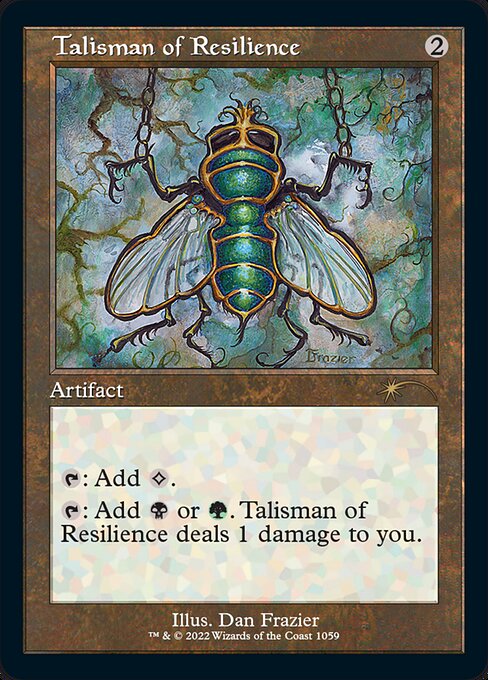 Talisman of Resilience 2
Frazier
Artifact
: Add .
: Add or . Talisman of
Resilience deals 1 damage to you.
Illus. Dan Frazier
™ & © 2022 Wizards of the Coast 1059